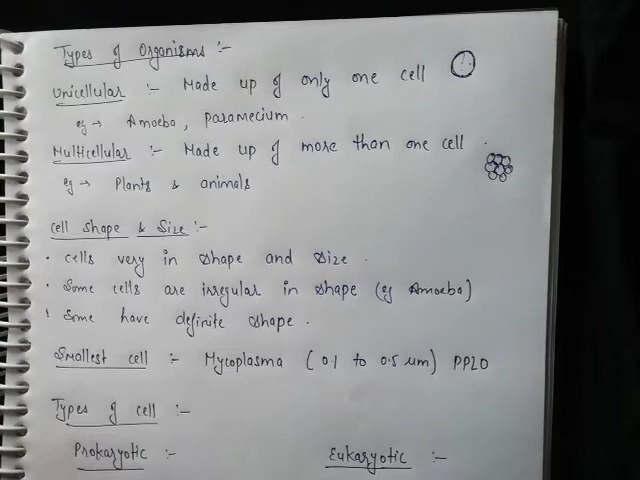 Types of Organisms :-
Unicellular :- Made up of only one cell
eg → Amoeba, paramecium.
Multicellular :- Made up of more than one cell.
eg → Plants & animals
Cell Shape & Size :-
• Cells very in shape and size.
• Some cells are irregular in shape (eg Amoeba)
• Some have definite shape.
Smallest cell :- Mycoplasma (0.1 to 0.5 um) PPLO
Types of cell :-
Prokaryotic :- Eukaryotic :-